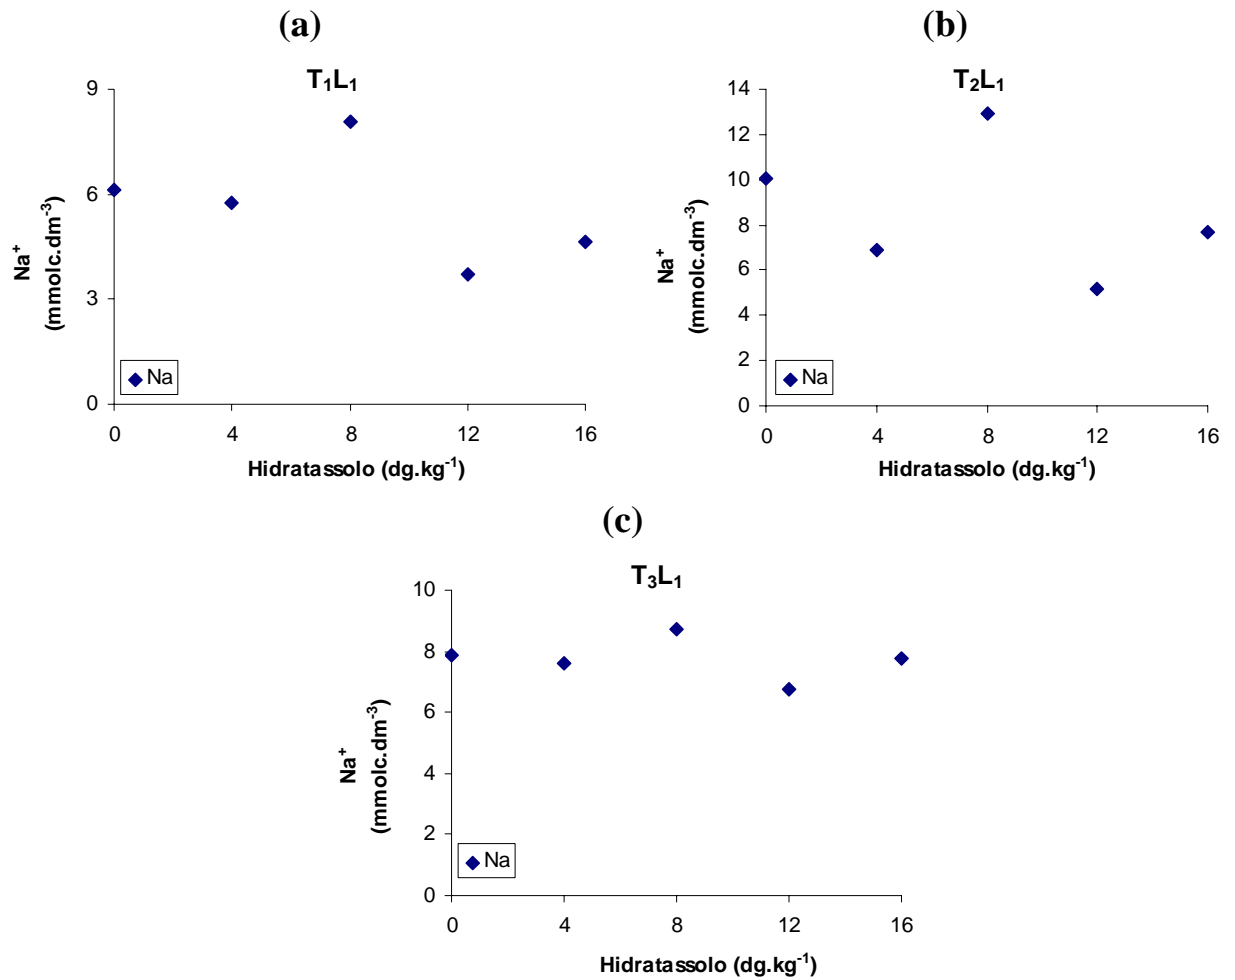 (a)
T₁L₁
9
6
3
0
Na⁺
(mmolc.dm⁻³)
Na
0 4 8 12 16
Hidratassolo (dg.kg⁻¹)
(b)
T₂L₁
14
12
10
8
6
4
2
0
Na⁺
(mmolc.dm⁻³)
Na
0 4 8 12 16
Hidratassolo (dg.kg⁻¹)
(c)
T₃L₁
10
8
6
4
2
0
Na⁺
(mmolc.dm⁻³)
Na
0 4 8 12 16
Hidratassolo (dg.kg⁻¹)